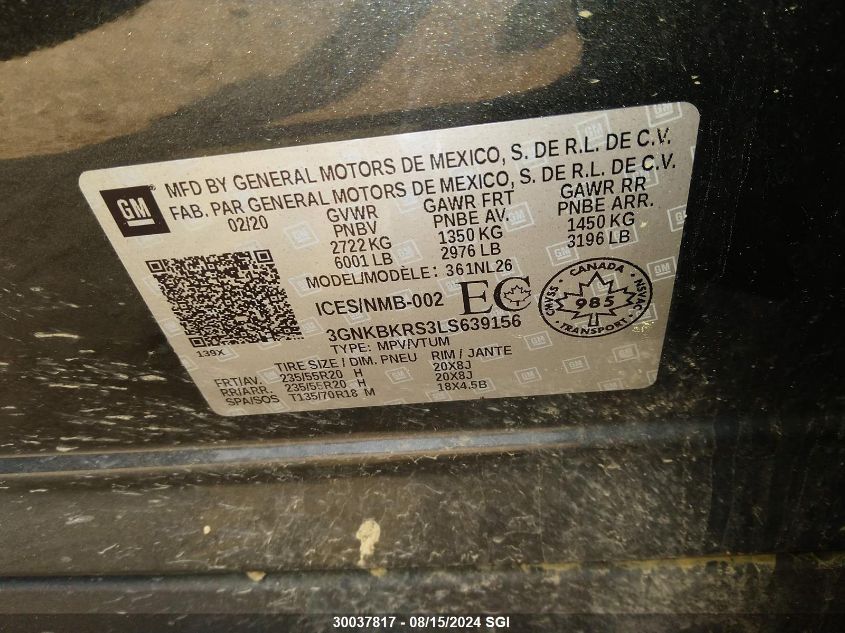 GM
MFD BY GENERAL MOTORS DE MEXICO, S. DE R.L. DE C.V.
FAB. PAR GENERAL MOTORS DE MEXICO, S. DE R.L. DE C.V.
02/20 GVWR GAWR FRT GAWR RR
PNBV PNBE AV. PNBE ARR.
2722 KG 1350 KG 1450 KG
6001 LB 2976 LB 3196 LB
MODEL/MODÈLE: 361NL26
ICES/NMB-002 EC
CANADA
NSVAC 985 CMVSS
TRANSPORT
3GNKBKRS3LS639156
139X
TYPE: MPV/VTUM
TIRE SIZE / DIM. PNEU RIM / JANTE
FRT/AV. 235/55R20 H 20X8J
RR/ARR. 235/55R20 H 20X8J
SPA/SOS T135/70R18 M 18X4.5B
30037817 - 08/15/2024 SGI